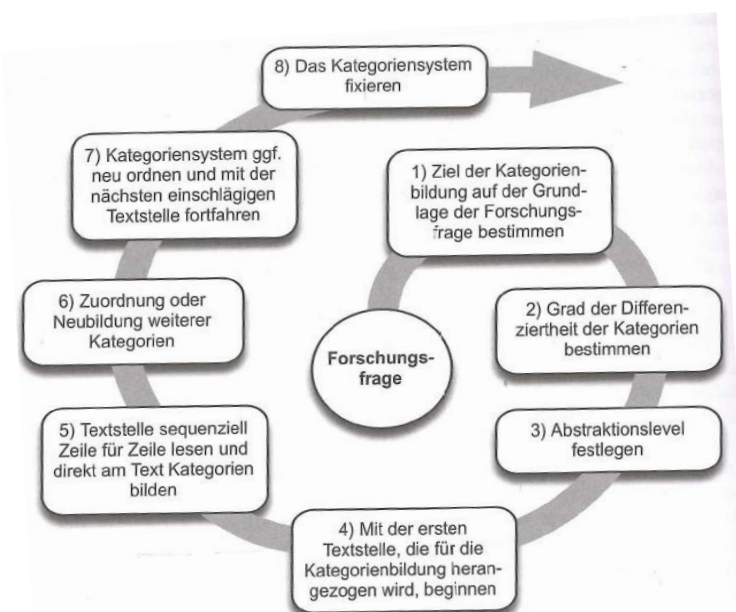 Forschungs-
frage
1) Ziel der Kategorien-
bildung auf der Grund-
lage der Forschungs-
frage bestimmen
2) Grad der Differen-
ziertheit der Kategorien
bestimmen
3) Abstraktionslevel
festlegen
4) Mit der ersten
Textstelle, die für die
Kategorienbildung heran-
gezogen wird, beginnen
5) Textstelle sequenziell
Zeile für Zeile lesen und
direkt am Text Kategorien
bilden
6) Zuordnung oder
Neubildung weiterer
Kategorien
7) Kategoriensystem ggf.
neu ordnen und mit der
nächsten einschlägigen
Textstelle fortfahren
8) Das Kategoriensystem
fixieren